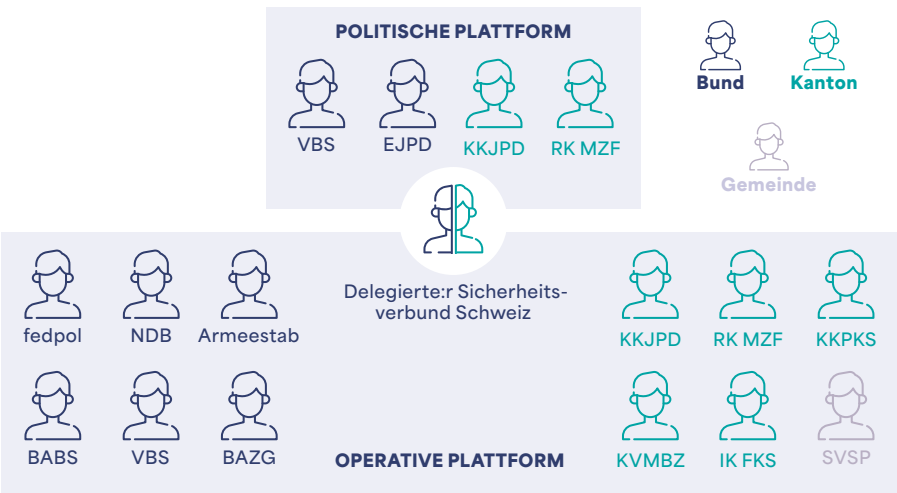 POLITISCHE PLATTFORM
VBS
EJPD
KKJPD
RK MZF
Bund
Kanton
Gemeinde
Delegierte:r Sicherheits-
verbund Schweiz
fedpol
NDB
Armeestab
BABS
VBS
BAZG
KKJPD
RK MZF
KKPKS
KVMBZ
IK FKS
SVSP
OPERATIVE PLATTFORM